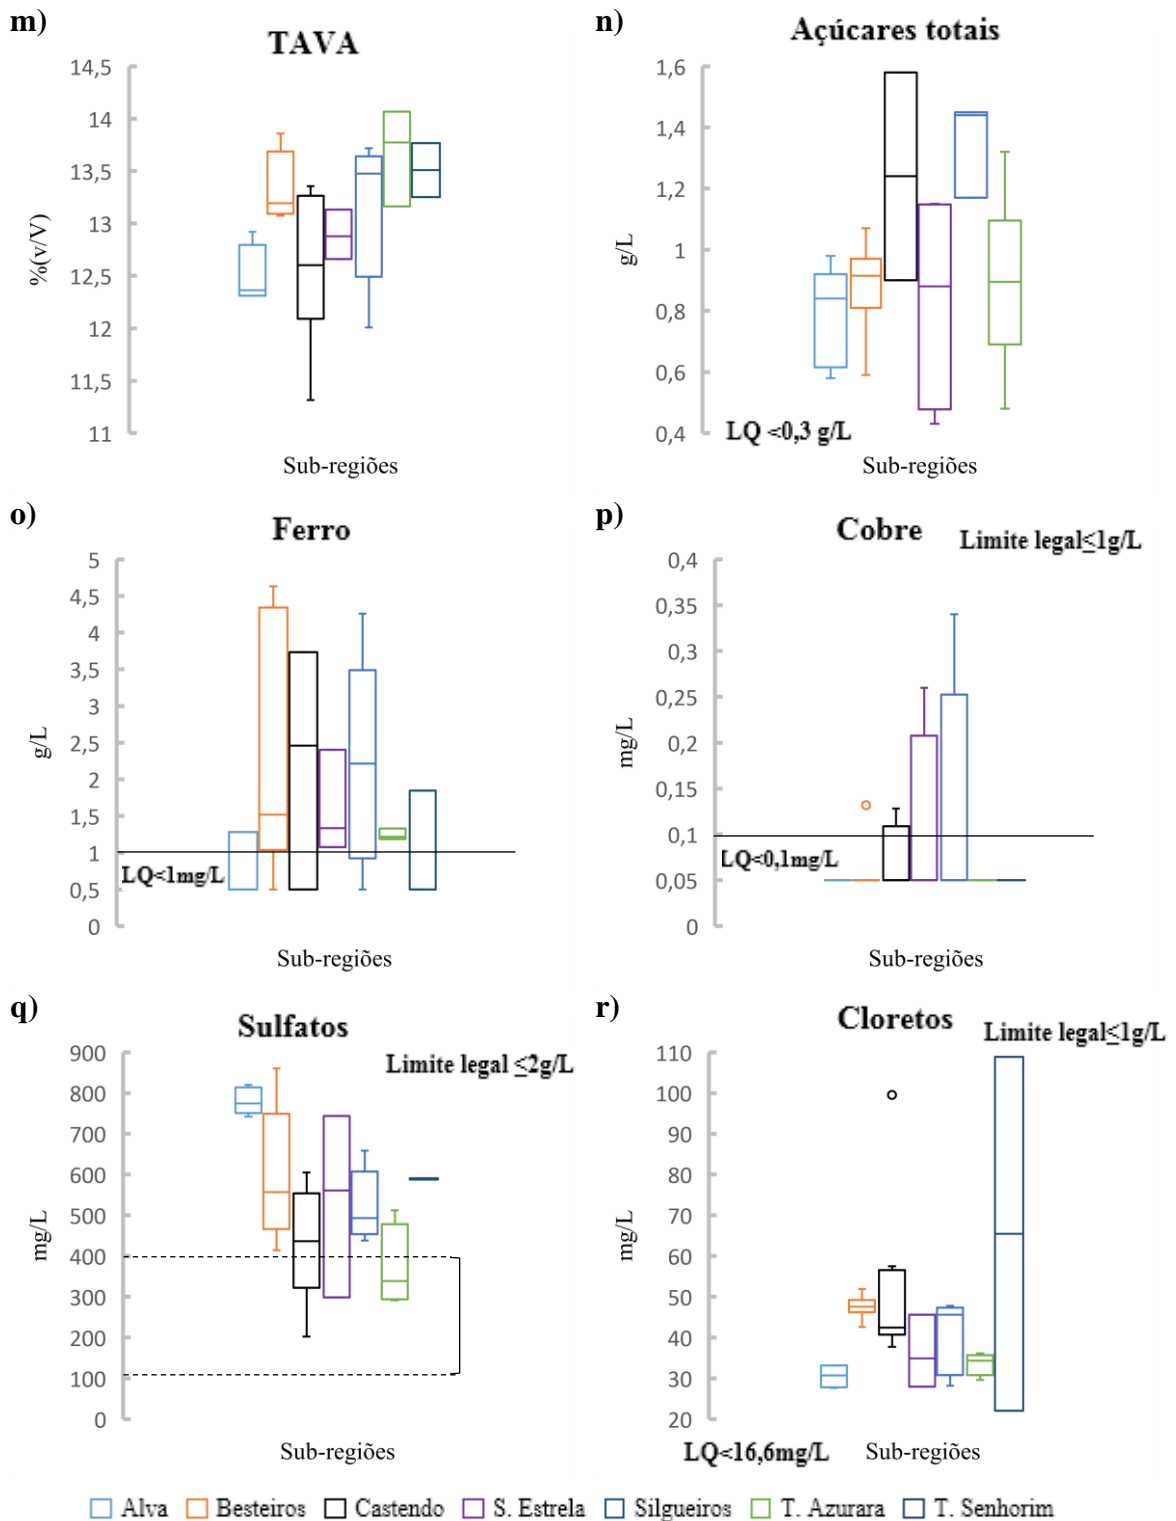 m)
TAVA
14,5
14
13,5
13
12,5
12
11,5
11
%(v/V)
Sub-regiões
n)
Açúcares totais
1,6
1,4
1,2
1
0,8
0,6
0,4
g/L
LQ <0,3 g/L
Sub-regiões
o)
Ferro
5
4,5
4
3,5
3
2,5
2
1,5
1
0,5
0
g/L
LQ<1mg/L
Sub-regiões
p)
Cobre
Limite legal≤1g/L
0,4
0,35
0,3
0,25
0,2
0,15
0,1
0,05
0
mg/L
LQ<0,1mg/L
Sub-regiões
q)
Sulfatos
Limite legal ≤2g/L
900
800
700
600
500
400
300
200
100
0
mg/L
Sub-regiões
r)
Cloretos
Limite legal≤1g/L
110
100
90
80
70
60
50
40
30
20
mg/L
LQ<16,6mg/L
Sub-regiões
Alva Besteiros Castendo S. Estrela Silgueiros T. Azurara T. Senhorim